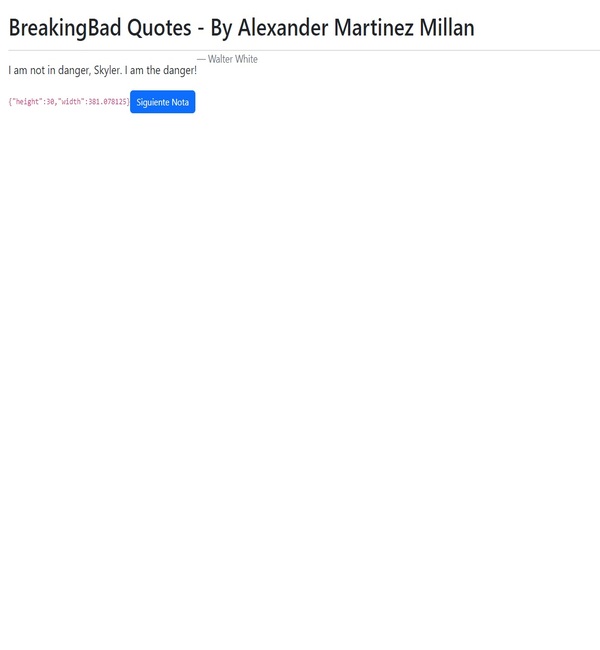 BreakingBad Quotes - By Alexander Martinez Millan
I am not in danger, Skyler. I am the danger!
— Walter White
{"height":30,"width":381.078125}
Siguiente Nota